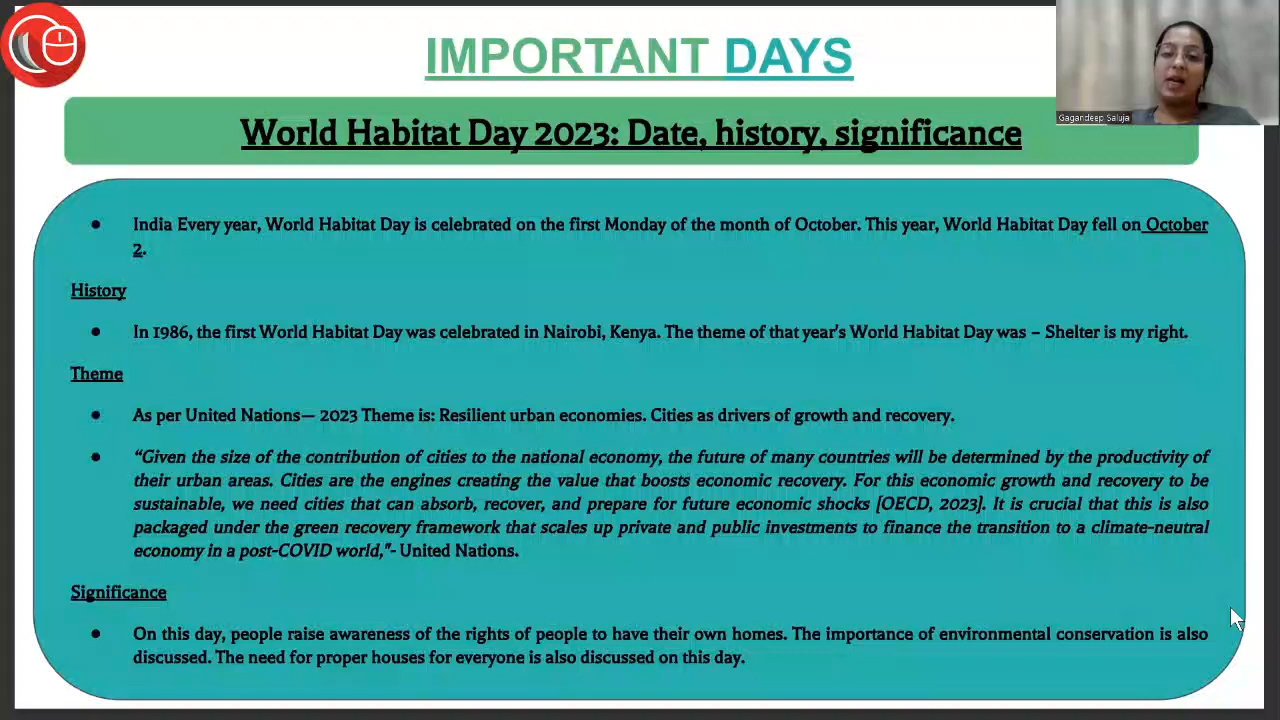 IMPORTANT DAYS
Gagandeep Saluja
World Habitat Day 2023: Date, history, significance
● India Every year, World Habitat Day is celebrated on the first Monday of the month of October. This year, World Habitat Day fell on October
2.
History
● In 1986, the first World Habitat Day was celebrated in Nairobi, Kenya. The theme of that year's World Habitat Day was – Shelter is my right.
Theme
● As per United Nations— 2023 Theme is: Resilient urban economies. Cities as drivers of growth and recovery.
● “Given the size of the contribution of cities to the national economy, the future of many countries will be determined by the productivity of
their urban areas. Cities are the engines creating the value that boosts economic recovery. For this economic growth and recovery to be
sustainable, we need cities that can absorb, recover, and prepare for future economic shocks [OECD, 2023]. It is crucial that this is also
packaged under the green recovery framework that scales up private and public investments to finance the transition to a climate-neutral
economy in a post-COVID world,"- United Nations.
Significance
● On this day, people raise awareness of the rights of people to have their own homes. The importance of environmental conservation is also
discussed. The need for proper houses for everyone is also discussed on this day.